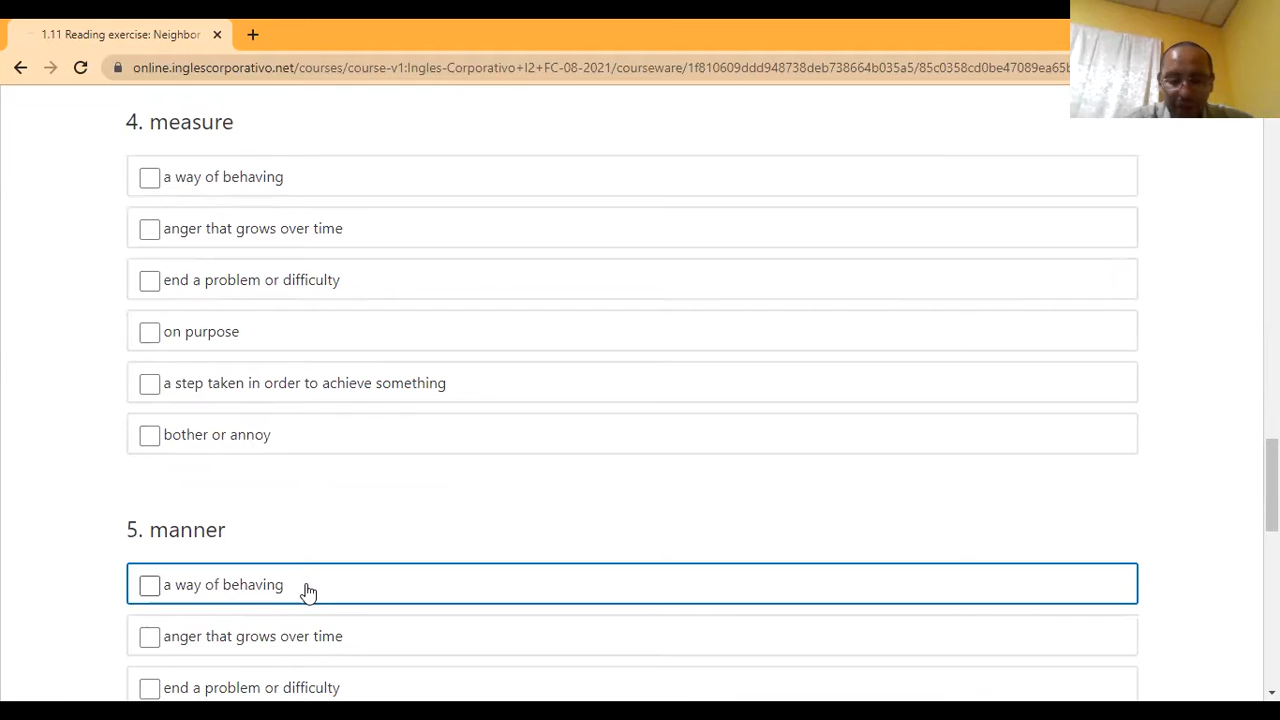 1.11 Reading exercise: Neighbor
online.inglescorporativo.net/courses/course-v1:Ingles-Corporativo+I2+FC-08-2021/courseware/1f810609ddd948738deb738664b035a5/85c0358cd0be47089ea65b
4. measure
a way of behaving
anger that grows over time
end a problem or difficulty
on purpose
a step taken in order to achieve something
bother or annoy
5. manner
a way of behaving
anger that grows over time
end a problem or difficulty